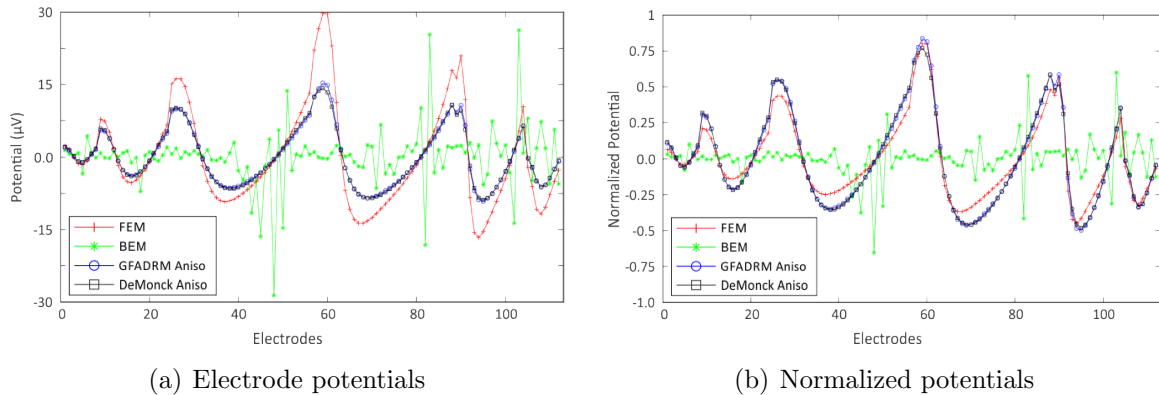 30
15
0.0
-15
-30
Potential (µV)
FEM
BEM
GFADRM Aniso
DeMonck Aniso
0 20 40 60 80 100
Electrodes
(a) Electrode potentials
1
0.75
0.50
0.25
0.0
-0.25
-0.5
-0.75
-1.0
Normalized Potential
FEM
BEM
GFADRM Aniso
DeMonck Aniso
0 20 40 60 80 100
Electrodes
(b) Normalized potentials